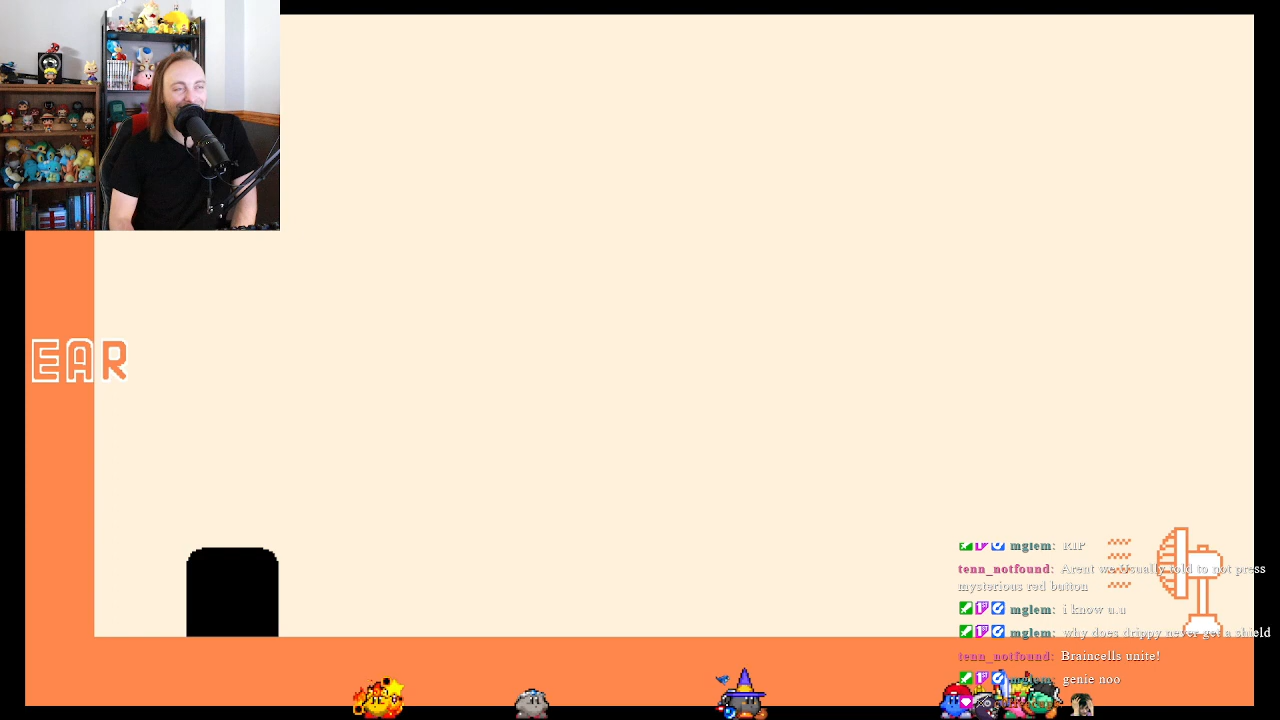 EAR
mglem: RIP
tenn_notfound: Arent we Usually told to not press
mysterious red button
mglem: i know u.u
mglem: why does drippy never get a shield
tenn_notfound: Braincells unite!
mglem: genie noo